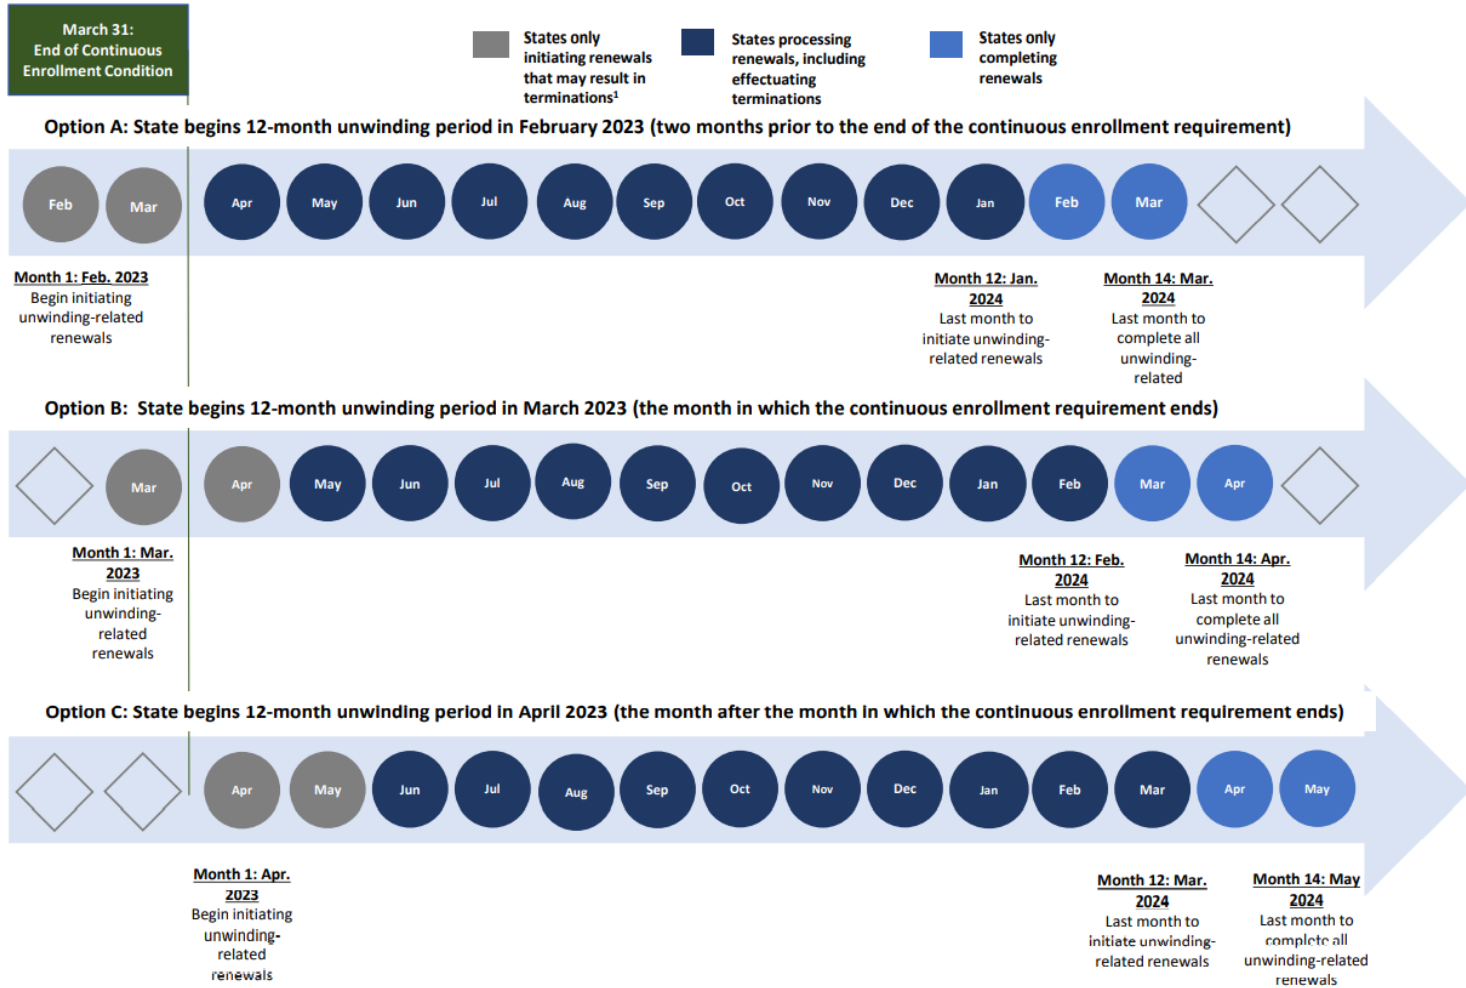 March 31:
End of Continuous
Enrollment Condition
States only
initiating renewals
that may result in
terminations¹
States processing
renewals, including
effectuating
terminations
States only
completing
renewals
Option A: State begins 12-month unwinding period in February 2023 (two months prior to the end of the continuous enrollment requirement)
Feb Mar Apr May Jun Jul Aug Sep Oct Nov Dec Jan Feb Mar
Month 1: Feb. 2023
Begin initiating
unwinding-related
renewals
Month 12: Jan.
2024
Last month to
initiate unwinding-
related renewals
Month 14: Mar.
2024
Last month to
complete all
unwinding-
related
Option B:  State begins 12-month unwinding period in March 2023 (the month in which the continuous enrollment requirement ends)
Mar Apr May Jun Jul Aug Sep Oct Nov Dec Jan Feb Mar Apr
Month 1: Mar.
2023
Begin initiating
unwinding-
related
renewals
Month 12: Feb.
2024
Last month to
initiate unwinding-
related renewals
Month 14: Apr.
2024
Last month to
complete all
unwinding-related
renewals
Option C: State begins 12-month unwinding period in April 2023 (the month after the month in which the continuous enrollment requirement ends)
Apr May Jun Jul Aug Sep Oct Nov Dec Jan Feb Mar Apr May
Month 1: Apr.
2023
Begin initiating
unwinding-
related
renewals
Month 12: Mar.
2024
Last month to
initiate unwinding-
related renewals
Month 14: May
2024
Last month to
complete all
unwinding-related
renewals